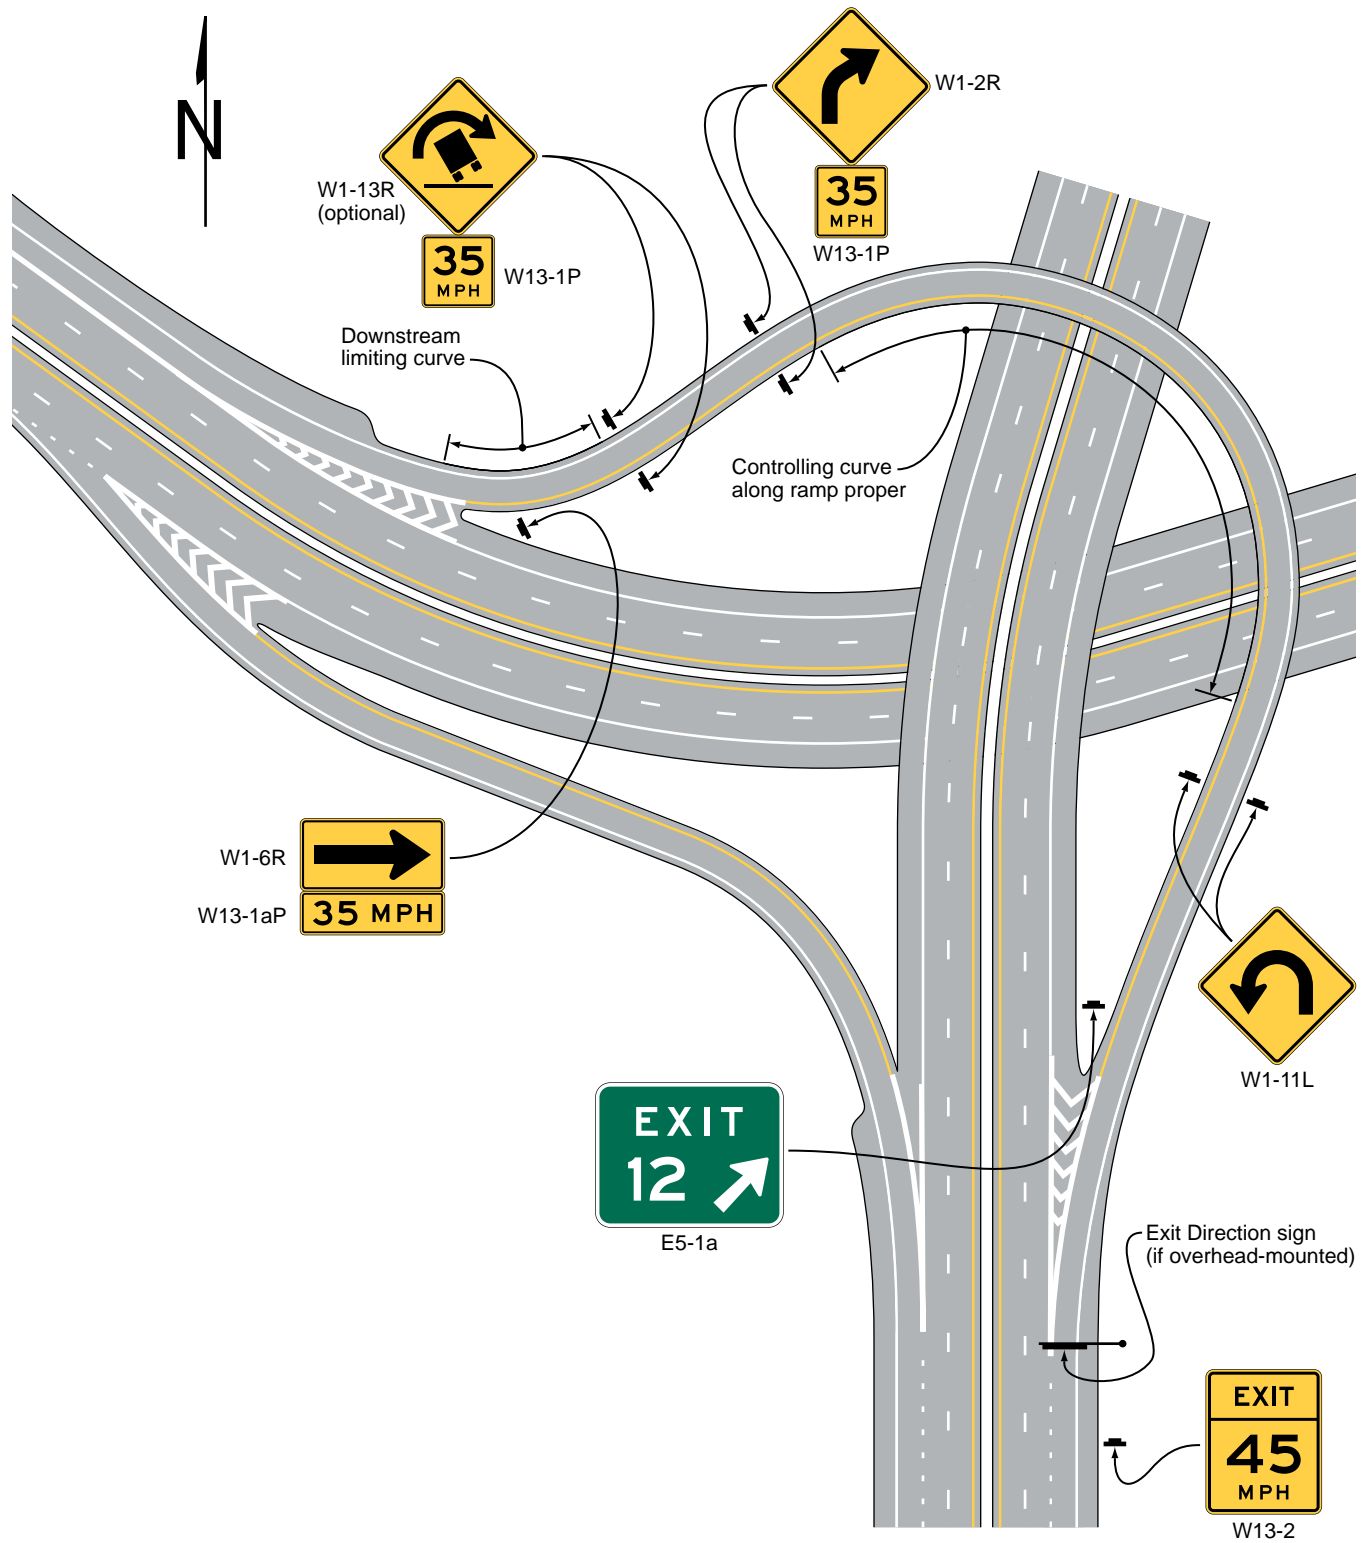 N
W1-13R
(optional)
35
MPH
W13-1P
W1-2R
35
MPH
W13-1P
Downstream
limiting curve
Controlling curve
along ramp proper
W1-6R
W13-1aP
35 MPH
W1-11L
EXIT
12
E5-1a
Exit Direction sign
(if overhead-mounted)
EXIT
45
MPH
W13-2